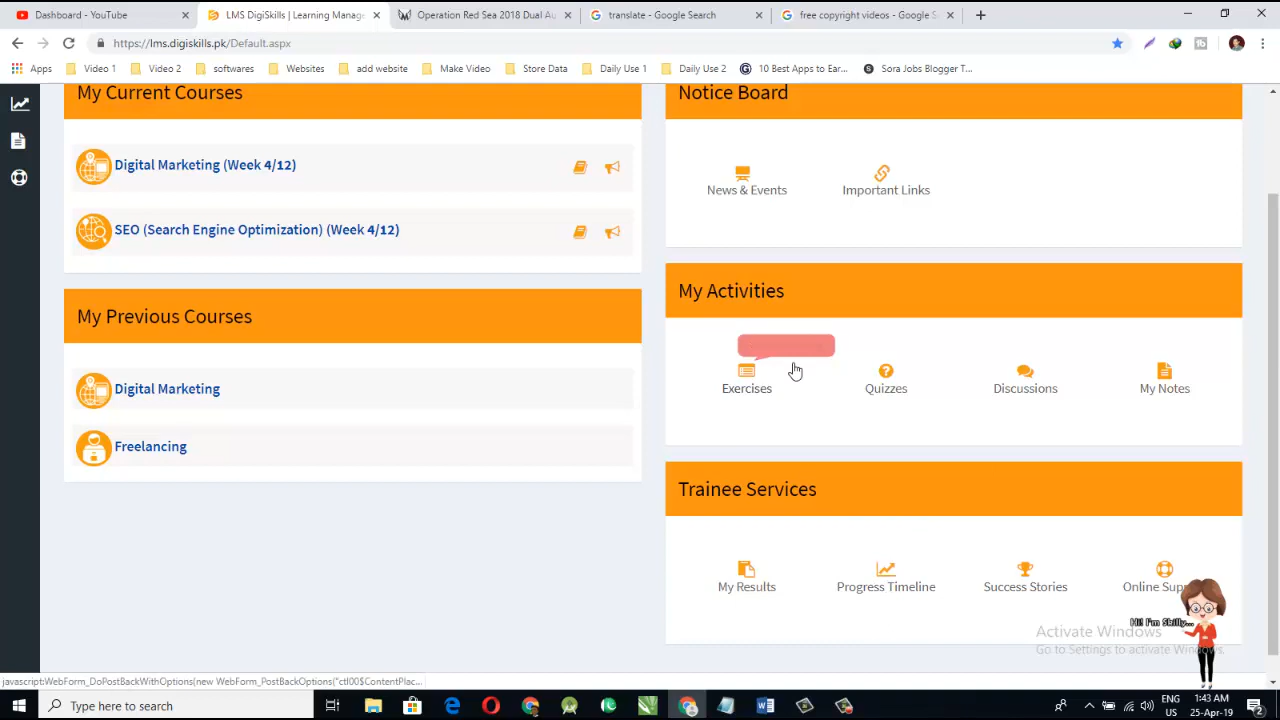 Dashboard - YouTube
LMS DigiSkills | Learning Manag
Operation Red Sea 2018 Dual Au
translate - Google Search
free copyright videos - Google S
https://lms.digiskills.pk/Default.aspx
Apps
Video 1
Video 2
softwares
Websites
add website
Make Video
Store Data
Daily Use 1
Daily Use 2
10 Best Apps to Ear...
Sora Jobs Blogger T...
My Current Courses
Digital Marketing (Week 4/12)
SEO (Search Engine Optimization) (Week 4/12)
My Previous Courses
Digital Marketing
Freelancing
Notice Board
News & Events
Important Links
My Activities
Exercises
Quizzes
Discussions
My Notes
Trainee Services
My Results
Progress Timeline
Success Stories
Online Supp
Hi! I'm Skilly...
Activate Windows
Go to Settings to activate Windows.
javascript:WebForm_DoPostBackWithOptions(new WebForm_PostBackOptions("ctl00$ContentPlac...
Type here to search
ENG
US
1:43 AM
25-Apr-19
2